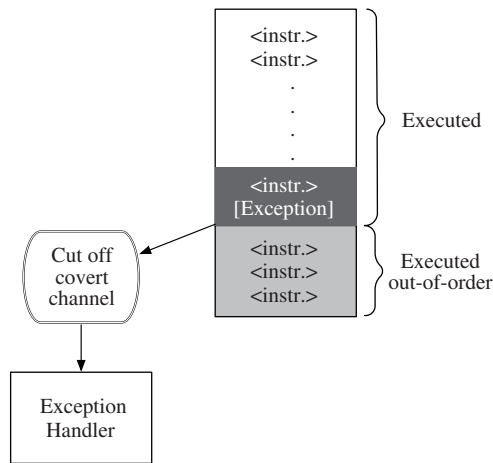 <instr.>
<instr.>
.
.
.
.
<instr.>
[Exception]
<instr.>
<instr.>
<instr.>
Executed
Executed
out-of-order
Cut off
covert
channel
Exception
Handler